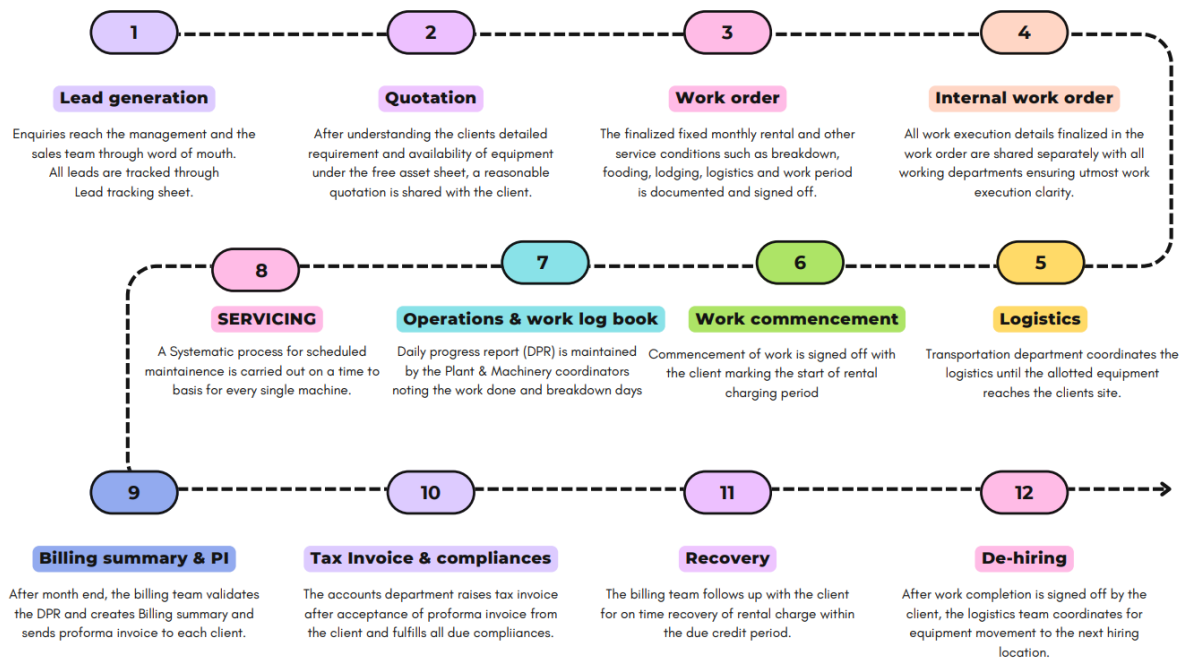 1
Lead generation
Enquiries reach the management and the
sales team through word of mouth.
All leads are tracked through
Lead tracking sheet.
2
Quotation
After understanding the clients detailed
requirement and availability of equipment
under the free asset sheet, a reasonable
quotation is shared with the client.
3
Work order
The finalized fixed monthly rental and other
service conditions such as breakdown,
fooding, lodging, logistics and work period
is documented and signed off.
4
Internal work order
All work execution details finalized in the
work order are shared separately with all
working departments ensuring utmost work
execution clarity.
5
Logistics
Transportation department coordinates the
logistics until the allotted equipment
reaches the clients site.
6
Work commencement
Commencement of work is signed off with
the client marking the start of rental
charging period
7
Operations & work log book
Daily progress report (DPR) is maintained
by the Plant & Machinery coordinators
noting the work done and breakdown days
8
SERVICING
A Systematic process for scheduled
maintainence is carried out on a time to
basis for every single machine.
9
Billing summary & PI
After month end, the billing team validates
the DPR and creates Billing summary and
sends proforma invoice to each client.
10
Tax Invoice & compliances
The accounts department raises tax invoice
after acceptance of proforma invoice from
the client and fulfills all due compliiances.
11
Recovery
The billing team follows up with the client
for on time recovery of rental charge within
the due credit period.
12
De-hiring
After work completion is signed off by the
client, the logistics team coordinates for
equipment movement to the next hiring
location.